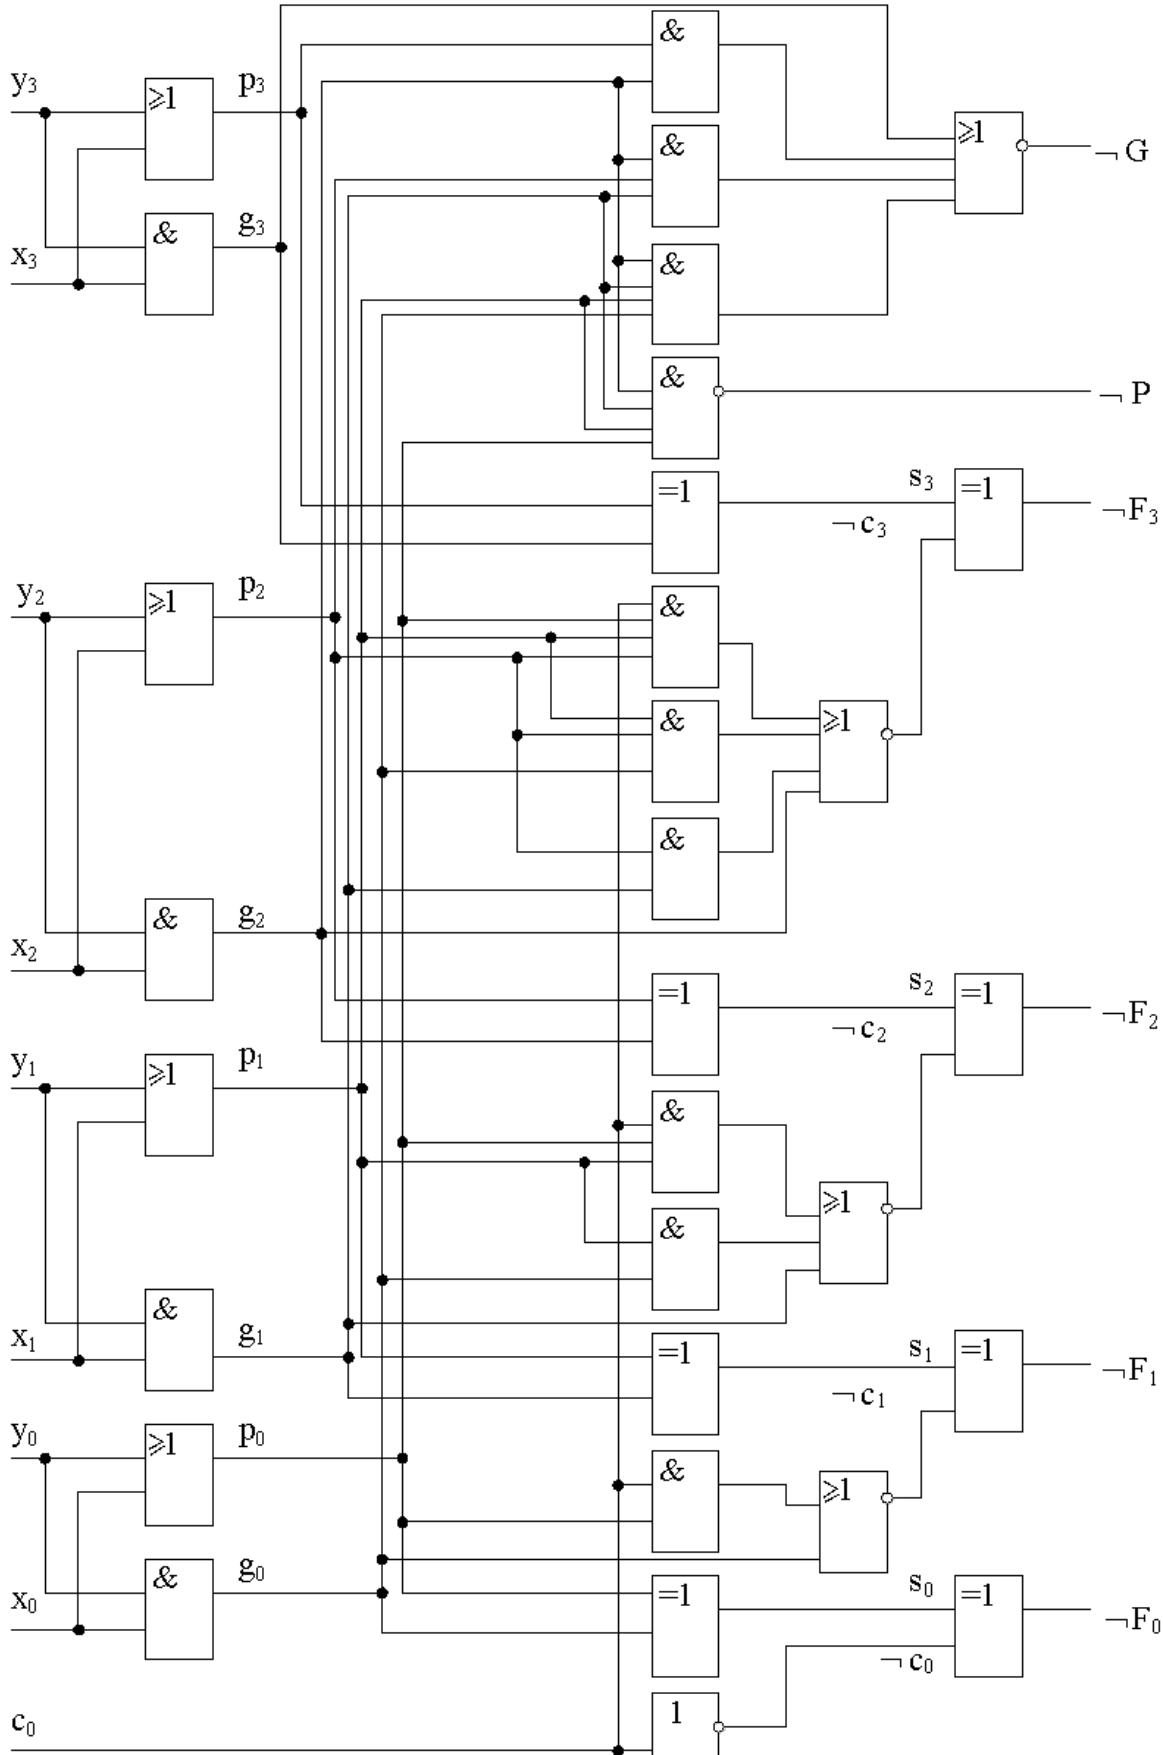 &
y₃ ≥1 p₃
≥1 ¬ G
&
g₃
x₃ &
&
& ¬ P
=1 s₃ =1 ¬F₃
¬c₃
y₂ ≥1 p₂
&
& ≥1
&
& g₂
x₂
=1 s₂ =1 ¬F₂
¬c₂
y₁ ≥1 p₁
&
≥1
&
& g₁
x₁
=1 s₁ =1 ¬F₁
¬c₁
y₀ ≥1 p₀
& ≥1
& g₀
x₀
=1 s₀ =1 ¬F₀
¬c₀
c₀ 1